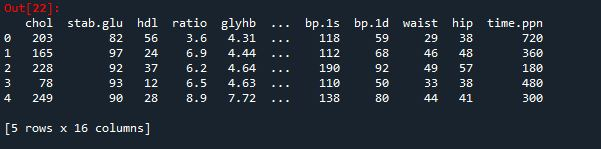 Out[22]:
chol stab.glu hdl ratio glyhb ... bp.1s bp.1d waist hip time.ppn
0 203 82 56 3.6 4.31 ... 118 59 29 38 720
1 165 97 24 6.9 4.44 ... 112 68 46 48 360
2 228 92 37 6.2 4.64 ... 190 92 49 57 180
3 78 93 12 6.5 4.63 ... 110 50 33 38 480
4 249 90 28 8.9 7.72 ... 138 80 44 41 300
[5 rows x 16 columns]